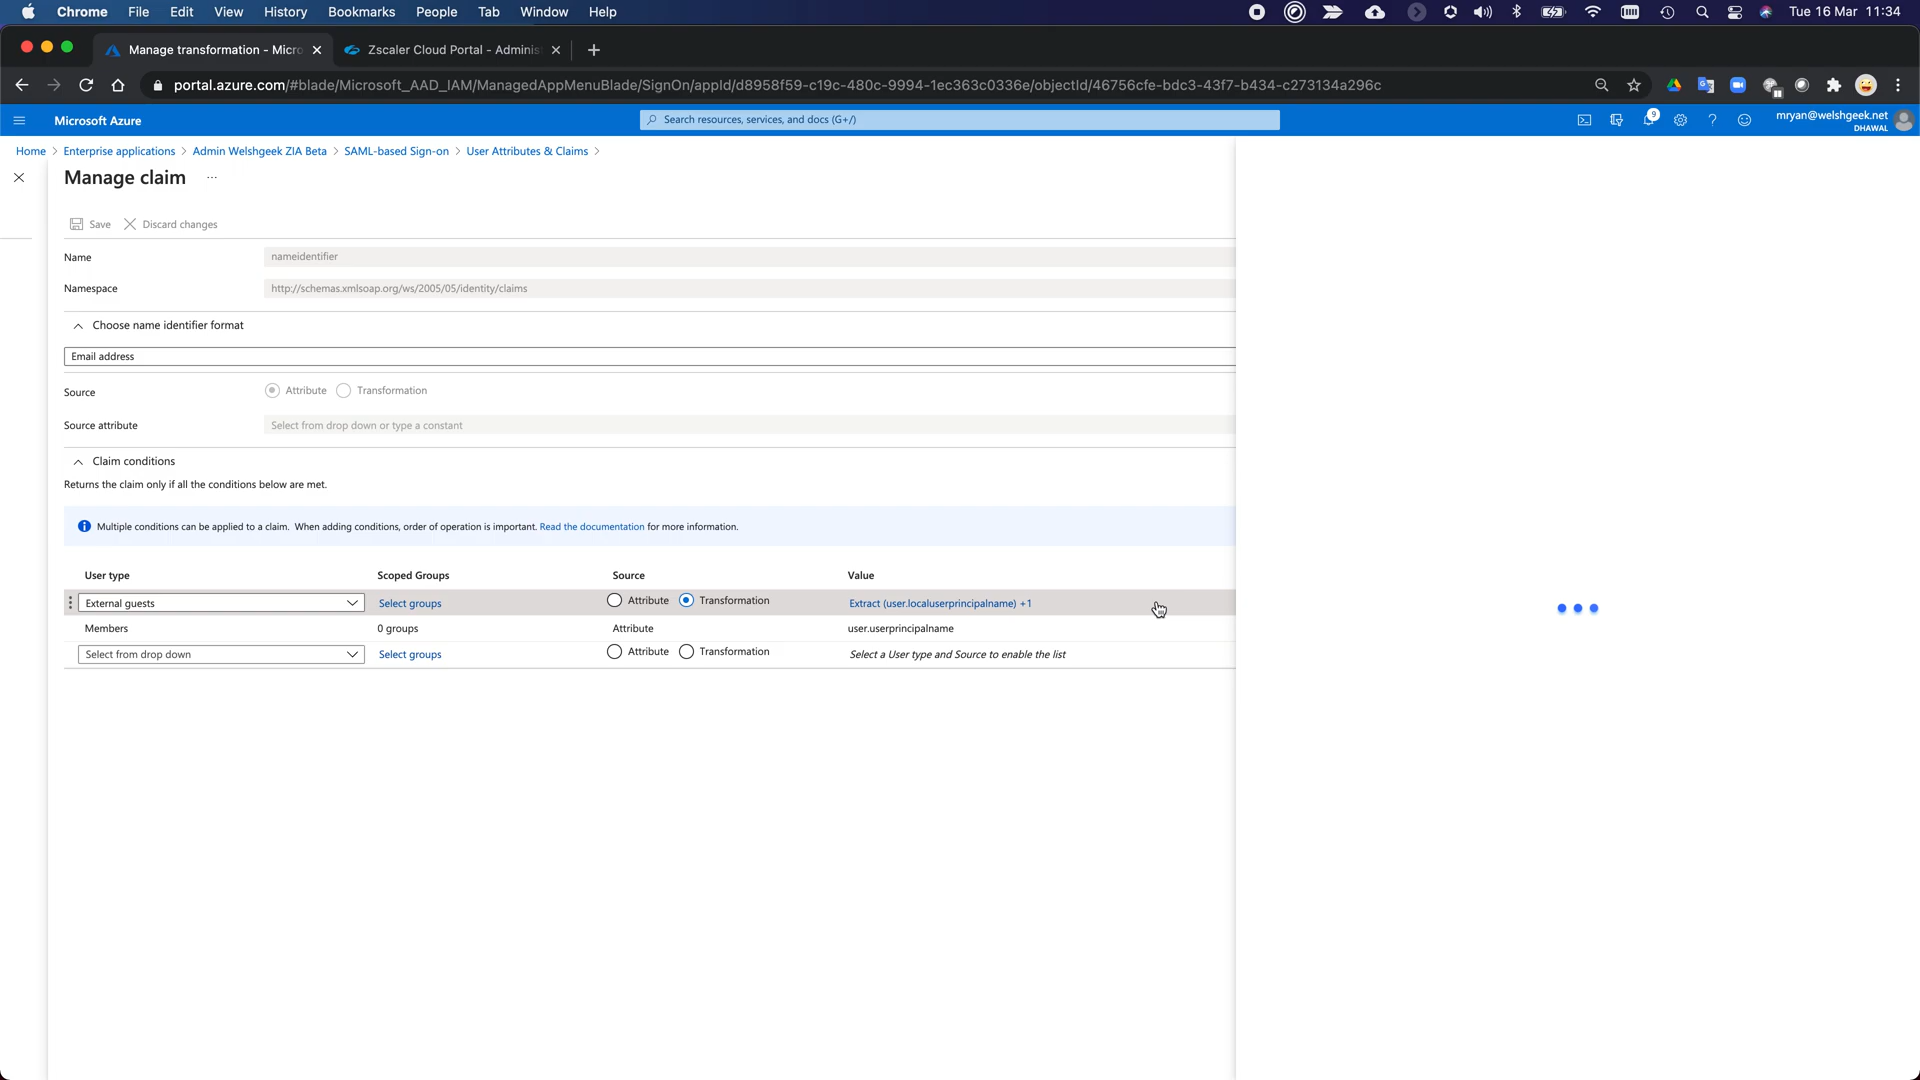 Chrome File Edit View History Bookmarks People Tab Window Help Tue 16 Mar 11:34
Manage transformation - Micro Zscaler Cloud Portal - Adminis
portal.azure.com/#blade/Microsoft_AAD_IAM/ManagedAppMenuBlade/SignOn/appId/d8958f59-c19c-480c-9994-1ec363c0336e/objectId/46756cfe-bdc3-43f7-b434-c273134a296c
Microsoft Azure Search resources, services, and docs (G+/) 9 mryan@welshgeek.net
DHAWAL
Home > Enterprise applications > Admin Welshgeek ZIA Beta > SAML-based Sign-on > User Attributes & Claims >
Manage claim ...
Save Discard changes
Name nameidentifier
Namespace http://schemas.xmlsoap.org/ws/2005/05/identity/claims
Choose name identifier format
Email address
Source Attribute Transformation
Source attribute Select from drop down or type a constant
Claim conditions
Returns the claim only if all the conditions below are met.
Multiple conditions can be applied to a claim. When adding conditions, order of operation is important. Read the documentation for more information.
User type Scoped Groups Source Value
External guests Select groups Attribute Transformation Extract (user.localuserprincipalname) +1
Members 0 groups Attribute user.userprincipalname
Select from drop down Select groups Attribute Transformation Select a User type and Source to enable the list